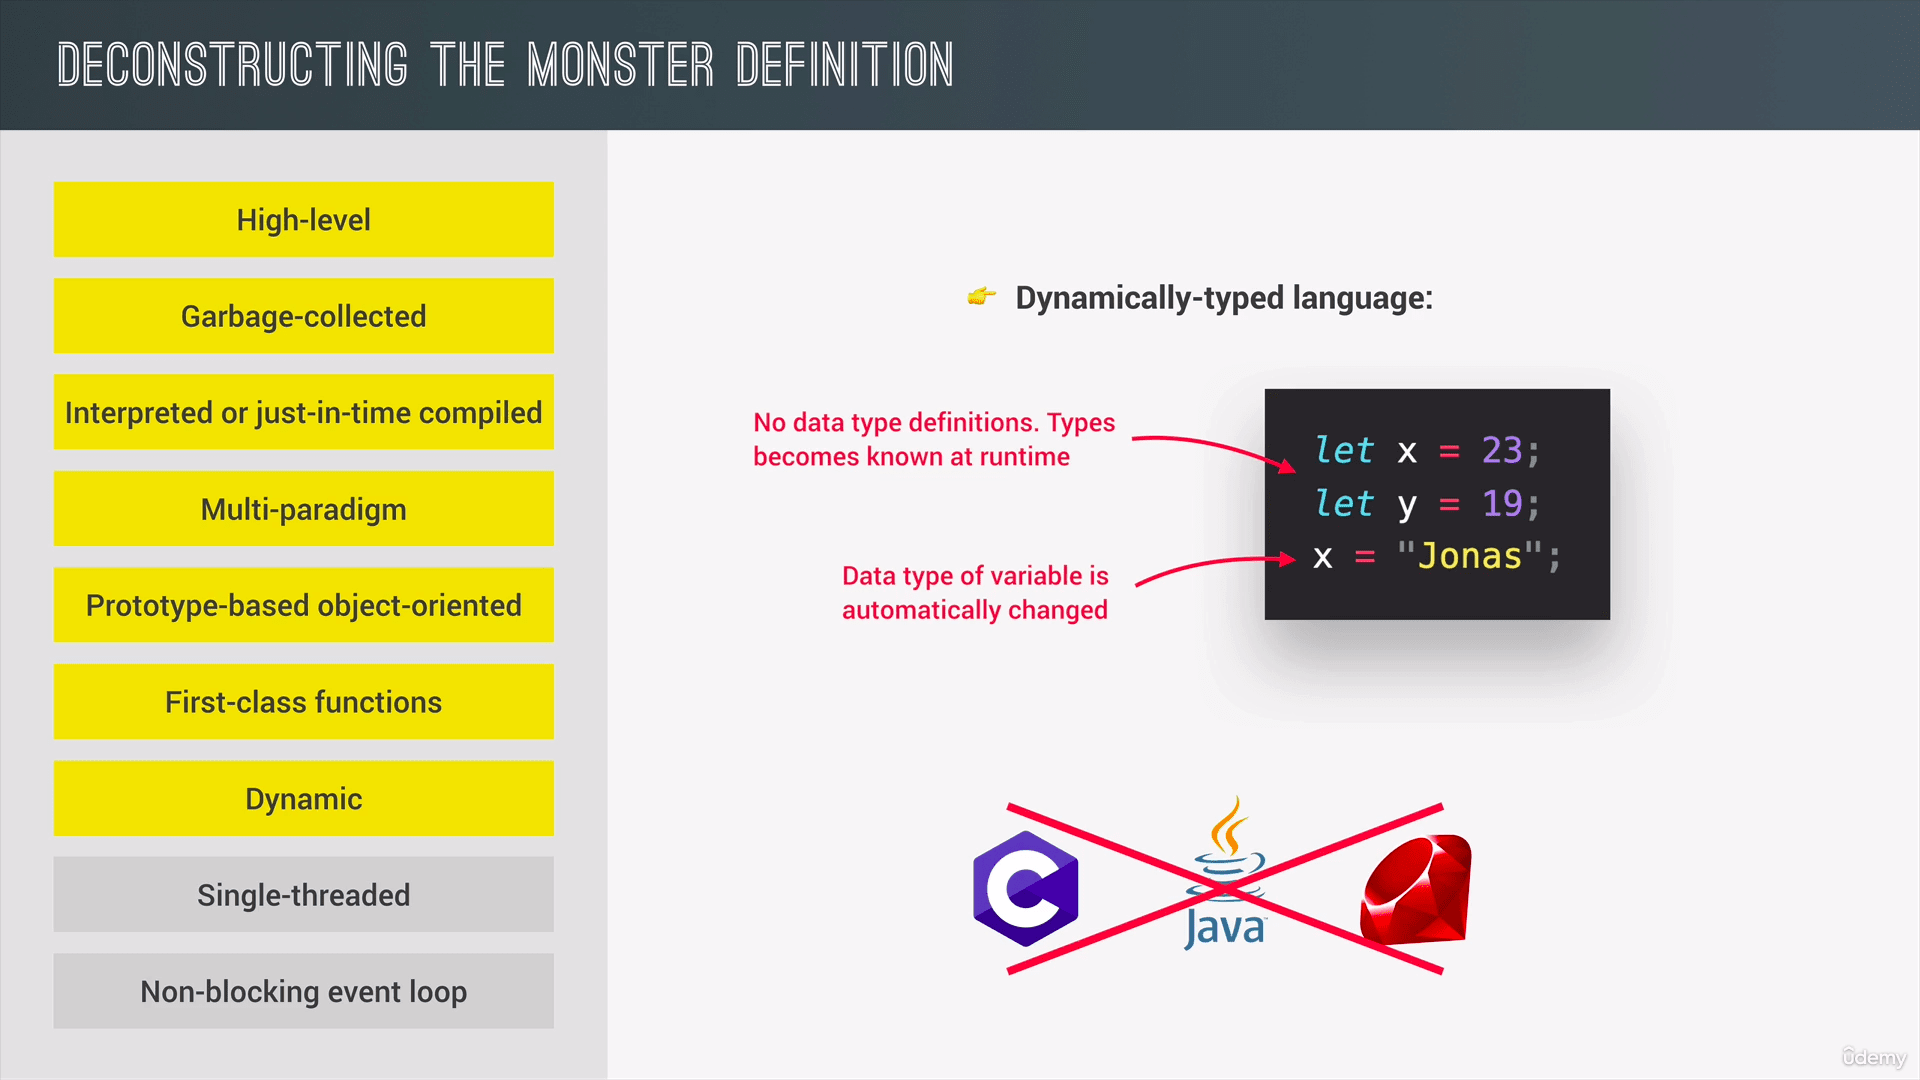 DECONSTRUCTING THE MONSTER DEFINITION
High-level
Garbage-collected
Interpreted or just-in-time compiled
Multi-paradigm
Prototype-based object-oriented
First-class functions
Dynamic
Single-threaded
Non-blocking event loop
👉 Dynamically-typed language:
No data type definitions. Types
becomes known at runtime
Data type of variable is
automatically changed
let x = 23;
let y = 19;
x = "Jonas";
C
Java™
ûdemy